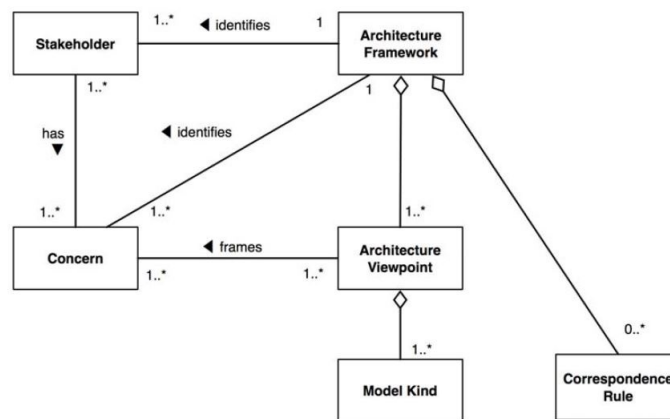 1..*
◀ identifies
1
Stakeholder
Architecture
Framework
1..*
1
has
▼
◀ identifies
1..*
1..*
1..*
Concern
◀ frames
Architecture
Viewpoint
1..*
1..*
1..*
0..*
Model Kind
Correspondence
Rule